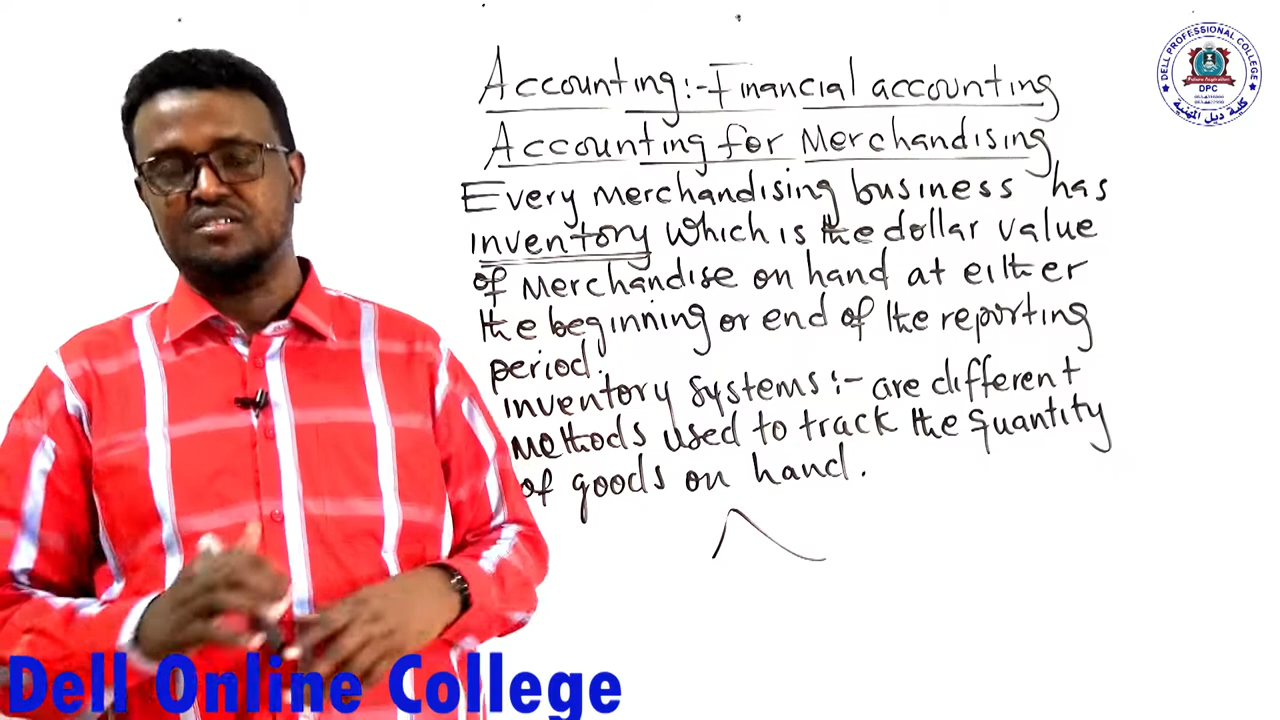 Accounting:- Financial accounting
Accounting for Merchandising
Every merchandising business has
inventory which is the dollar value
of merchandise on hand at either
the beginning or end of the reporting
period.
inventory systems:- are different
methods used to track the quantity
of goods on hand.
DELL PROFESSIONAL COLLEGE
Future Aspiration
DPC
كلية ديل المهنية
Dell Online College